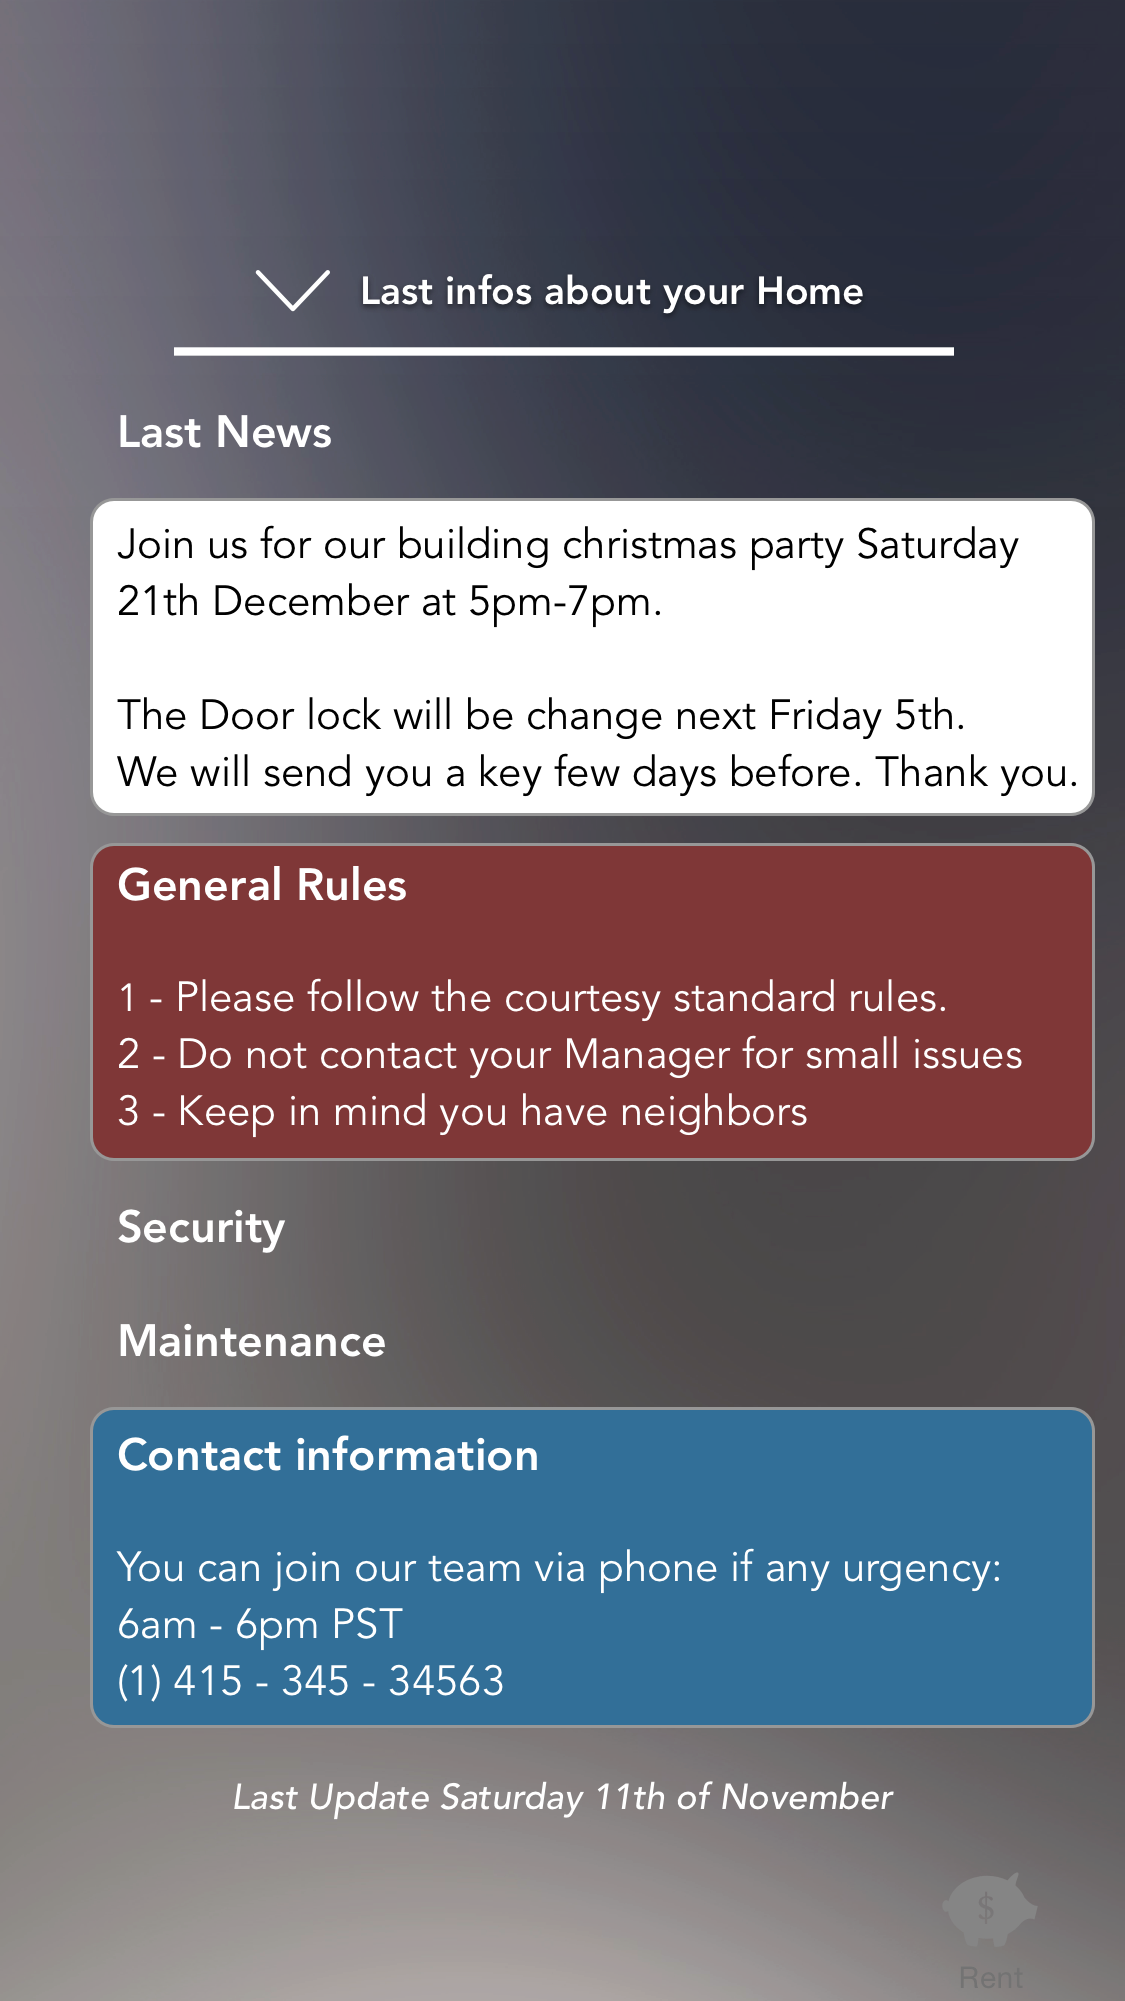 Last infos about your Home
Last News
Join us for our building christmas party Saturday
21th December at 5pm-7pm.
The Door lock will be change next Friday 5th.
We will send you a key few days before. Thank you.
General Rules
1 - Please follow the courtesy standard rules.
2 - Do not contact your Manager for small issues
3 - Keep in mind you have neighbors
Security
Maintenance
Contact information
You can join our team via phone if any urgency:
6am - 6pm PST
(1) 415 - 345 - 34563
Last Update Saturday 11th of November
$
Rent